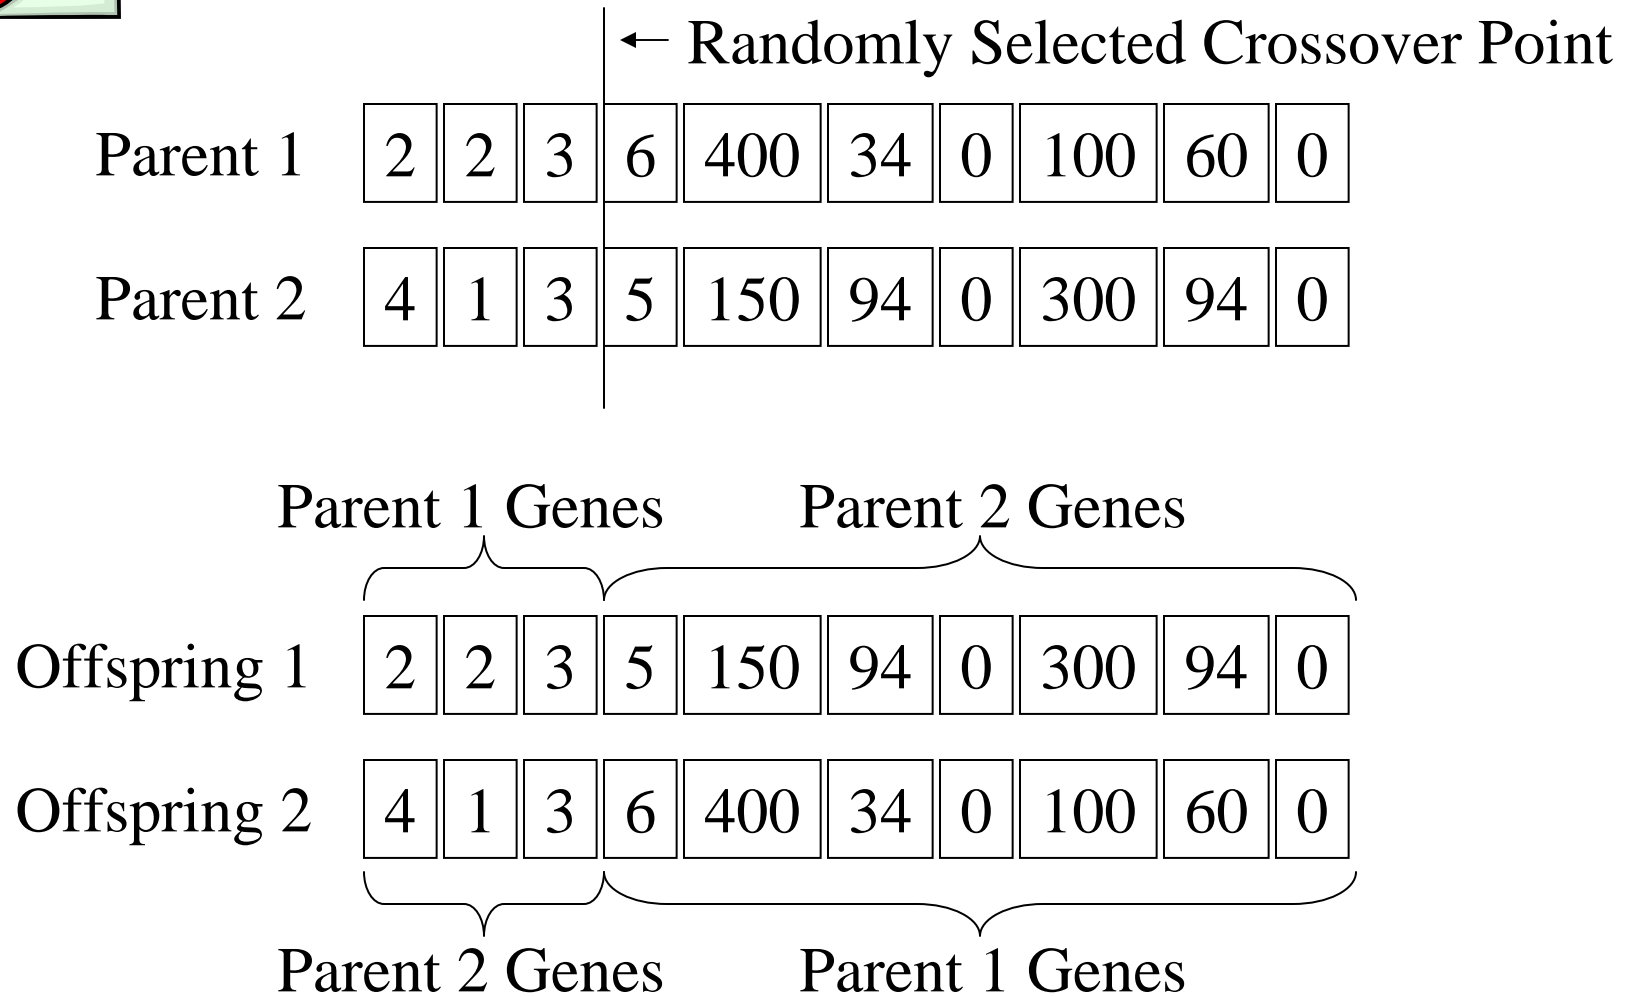 Randomly Selected Crossover Point
Parent 1 2 2 3 6 400 34 0 100 60 0
Parent 2 4 1 3 5 150 94 0 300 94 0
Parent 1 Genes Parent 2 Genes
Offspring 1 2 2 3 5 150 94 0 300 94 0
Offspring 2 4 1 3 6 400 34 0 100 60 0
Parent 2 Genes Parent 1 Genes